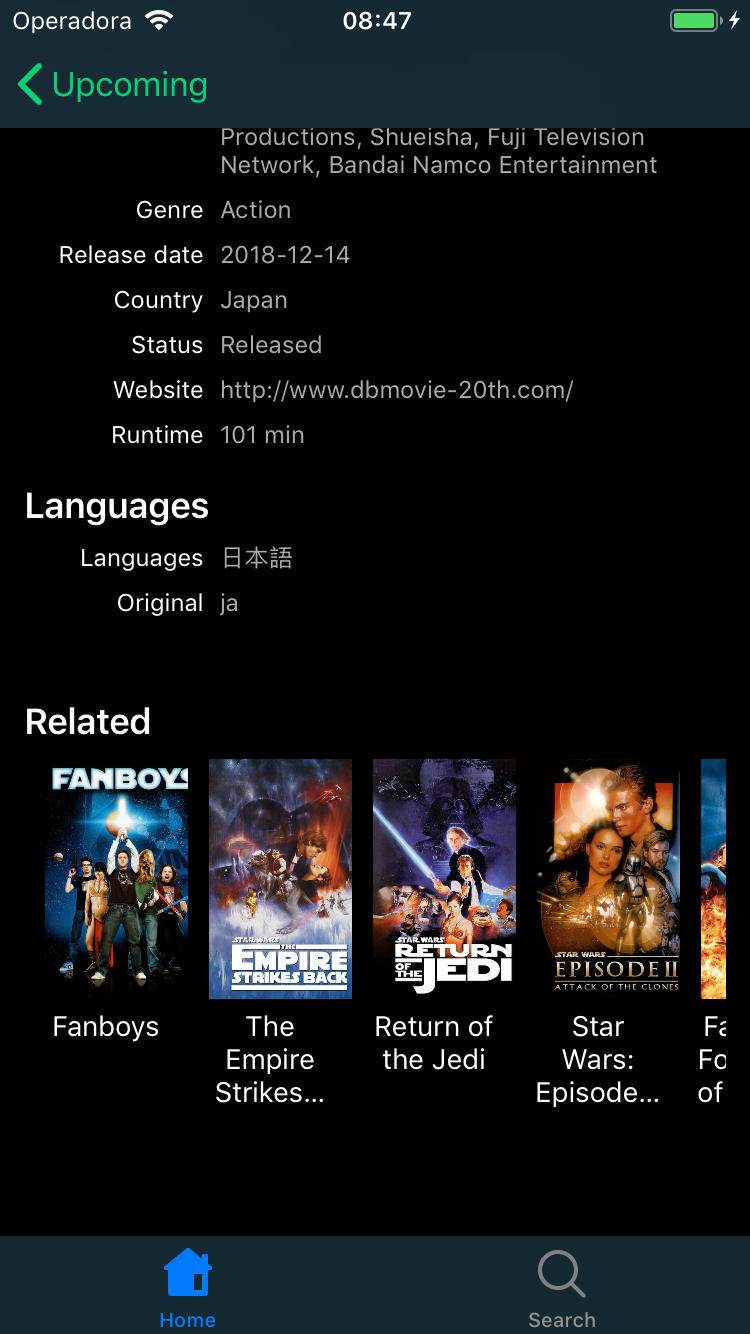 Operadora 08:47
Upcoming
Productions, Shueisha, Fuji Television
Network, Bandai Namco Entertainment
Genre Action
Release date 2018-12-14
Country Japan
Status Released
Website http://www.dbmovie-20th.com/
Runtime 101 min
Languages
Languages 日本語
Original ja
Related
FANBOYS
STAR WARS
THE
EMPIRE
STRIKES BACK
STAR WARS
RETURN
OF THE JEDI
STAR WARS
EPISODE II
ATTACK OF THE CLONES
Fanboys
The
Empire
Strikes...
Return of
the Jedi
Star
Wars:
Episode...
Fa
Fo
of
Home
Search